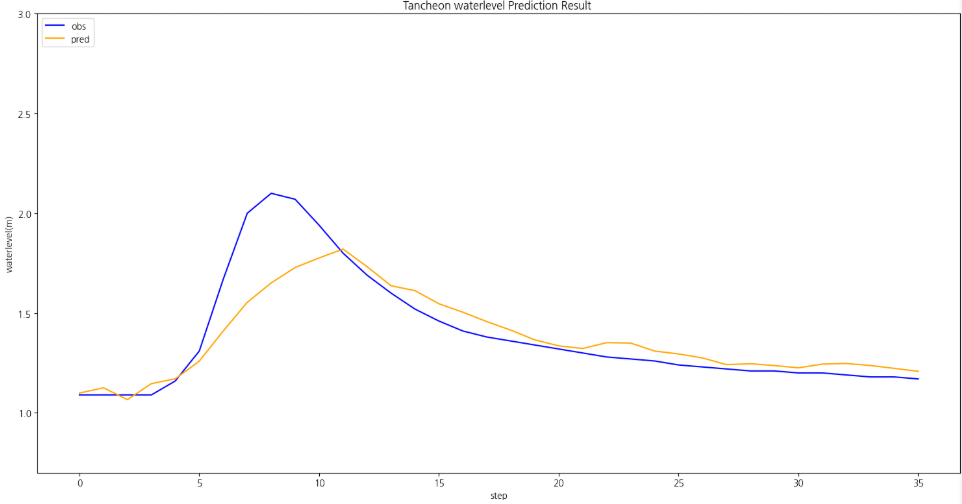 Tancheon waterlevel Prediction Result
obs
pred
3.0
2.5
2.0
1.5
1.0
waterlevel(m)
0 5 10 15 20 25 30 35
step